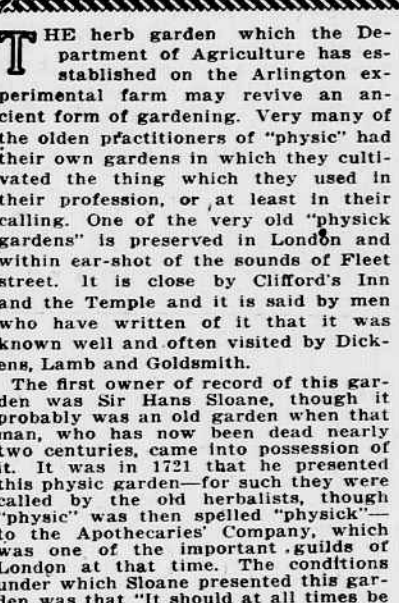 THE herb garden which the De-
partment of Agriculture has es-
stablished on the Arlington ex-
perimental farm may revive an an-
cient form of gardening. Very many of
the olden practitioners of "physic" had
their own gardens in which they culti-
vated the thing which they used in
their profession, or at least in their
calling. One of the very old "physick
gardens" is preserved in London and
within ear-shot of the sounds of Fleet
street. It is close by Clifford's Inn
and the Temple and it is said by men
who have written of it that it was
known well and often visited by Dick-
ens, Lamb and Goldsmith.
The first owner of record of this gar-
den was Sir Hans Sloane, though it
probably was an old garden when that
man, who has now been dead nearly
two centuries, came into possession of
it. It was in 1721 that he presented
this physic garden—for such they were
called by the old herbalists, though
"physic" was then spelled "physick"—
to the Apothecaries' Company, which
was one of the important guilds of
London at that time. The conditions
under which Sloane presented this gar-
den was that "It should at all times be